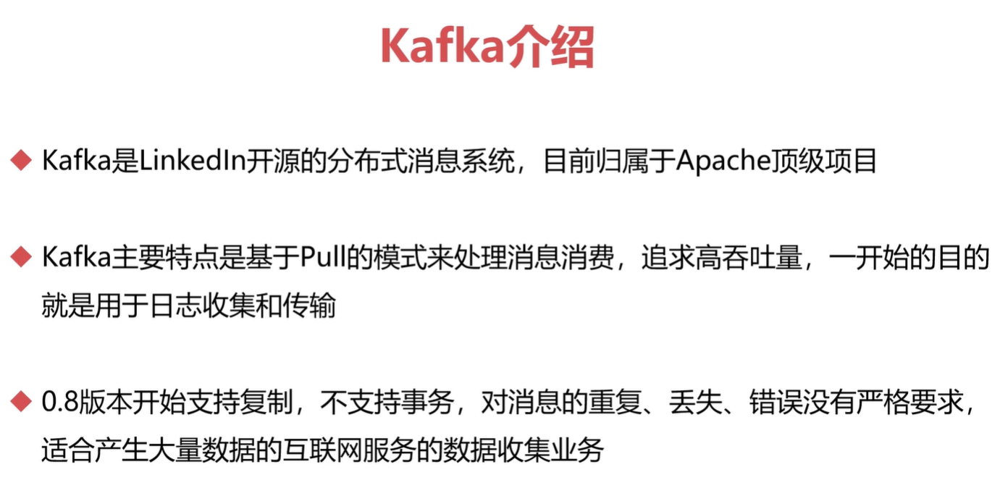 Kafka介绍
Kafka是LinkedIn开源的分布式消息系统，目前归属于Apache顶级项目
Kafka主要特点是基于Pull的模式来处理消息消费，追求高吞吐量，一开始的目的
就是用于日志收集和传输
0.8版本开始支持复制，不支持事务，对消息的重复、丢失、错误没有严格要求，
适合产生大量数据的互联网服务的数据收集业务